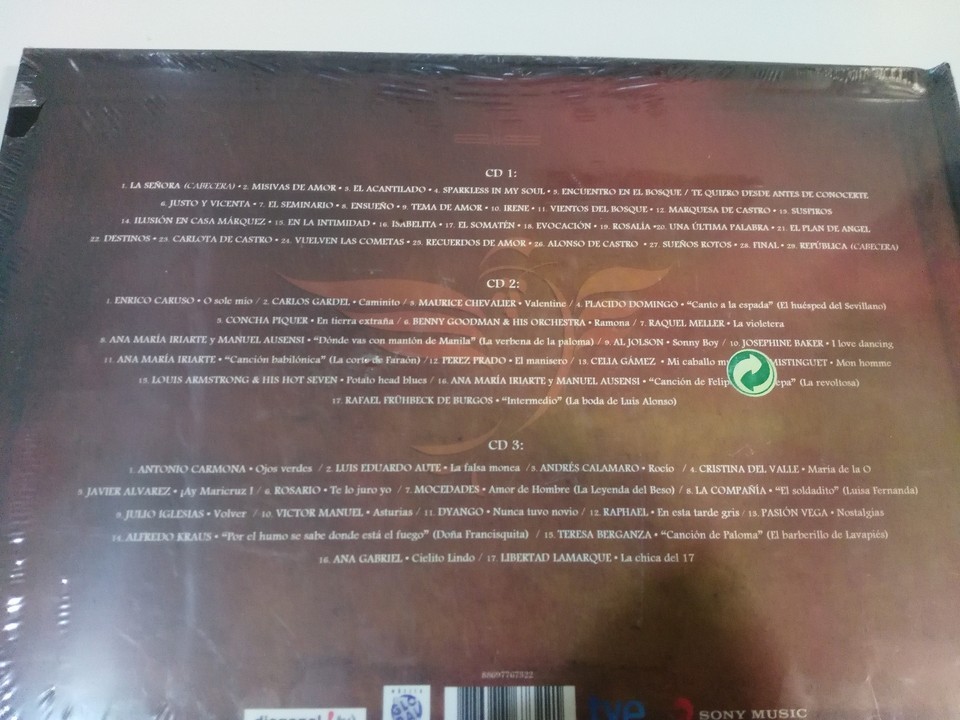 CD 1:
1. LA SEÑORA (CABECERA) • 2. MISIVAS DE AMOR • 3. EL ACANTILADO • 4. SPARKLESS IN MY SOUL • 5. ENCUENTRO EN EL BOSQUE / TE QUIERO DESDE ANTES DE CONOCERTE
6. JUSTO Y VICENTA • 7. EL SEMINARIO • 8. ENSUEÑO • 9. TEMA DE AMOR • 10. IRENE • 11. VIENTOS DEL BOSQUE • 12. MARQUESA DE CASTRO • 13. SUSPIROS
14. ILUSIÓN EN CASA MÁRQUEZ • 15. EN LA INTIMIDAD • 16. ISABELITA • 17. EL SOMATÉN • 18. EVOCACIÓN • 19. ROSALÍA •20. UNA ÚLTIMA PALABRA • 21. EL PLAN DE ANGEL
22. DESTINOS • 23. CARLOTA DE CASTRO • 24. VUELVEN LAS COMETAS • 25. RECUERDOS DE AMOR • 26. ALONSO DE CASTRO • 27. SUEÑOS ROTOS • 28. FINAL • 29. REPÚBLICA (CABECERA)
CD 2:
1. ENRICO CARUSO • O sole mio / 2. CARLOS GARDEL • Caminito / 3. MAURICE CHEVALIER • Valentine / 4. PLACIDO DOMINGO • "Canto a la espada" (El huésped del Sevillano)
5. CONCHA PIQUER • En tierra extraña / 6. BENNY GOODMAN & HIS ORCHESTRA • Ramona / 7. RAQUEL MELLER • La violetera
8. ANA MARÍA IRIARTE y MANUEL AUSENSI • "Dónde vas con mantón de Manila" (La verbena de la paloma) / 9. AL JOLSON • Sonny Boy / 10. JOSEPHINE BAKER • I love dancing
11. ANA MARÍA IRIARTE • "Canción babilónica" (La corte de Faraón) /12. PEREZ PRADO • El manisero / 13. CELIA GÁMEZ • Mi caballo MISTINGUET • Mon homme
15. LOUIS ARMSTRONG & HIS HOT SEVEN • Potato head blues / 16. ANA MARÍA IRIARTE y MANUEL AUSENSI • "Canción de (La revoltosa)
17. RAFAEL FRÜHBECK DE BURGOS • "Intermedio" (La boda de Luis Alonso)
CD 3:
1. ANTONIO CARMONA • Ojos verdes / 2. LUIS EDUARDO AUTE • La falsa monea / 3. ANDRÉS CALAMARO • Rocío / 4. CRISTINA DEL VALLE • Maria de la O
5. JAVIER ALVAREZ • ¡Ay Maricruz ! / 6. ROSARIO • Te lo juro yo / 7. MOCEDADES • Amor de Hombre (La Leyenda del Beso) / 8. LA COMPAÑÍA • "El soldadito" (Luisa Fernanda)
9. JULIO IGLESIAS • Volver / 10. VICTOR MANUEL • Asturias / 11. DYANGO • Nunca tuvo novio / 12. RAPHAEL • En esta tarde gris / 13. PASIÓN VEGA • Nostalgias
14. ALFREDO KRAUS • "Por el humo se sabe donde está el fuego" (Doña Francisquita) / 15. TERESA BERGANZA • "Canción de Paloma" (El barberillo de Lavapiés)
16. ANA GABRIEL • Cielito Lindo / 17. LIBERTAD LAMARQUE • La chica del 17
88697767522
tve
SONY MUSIC